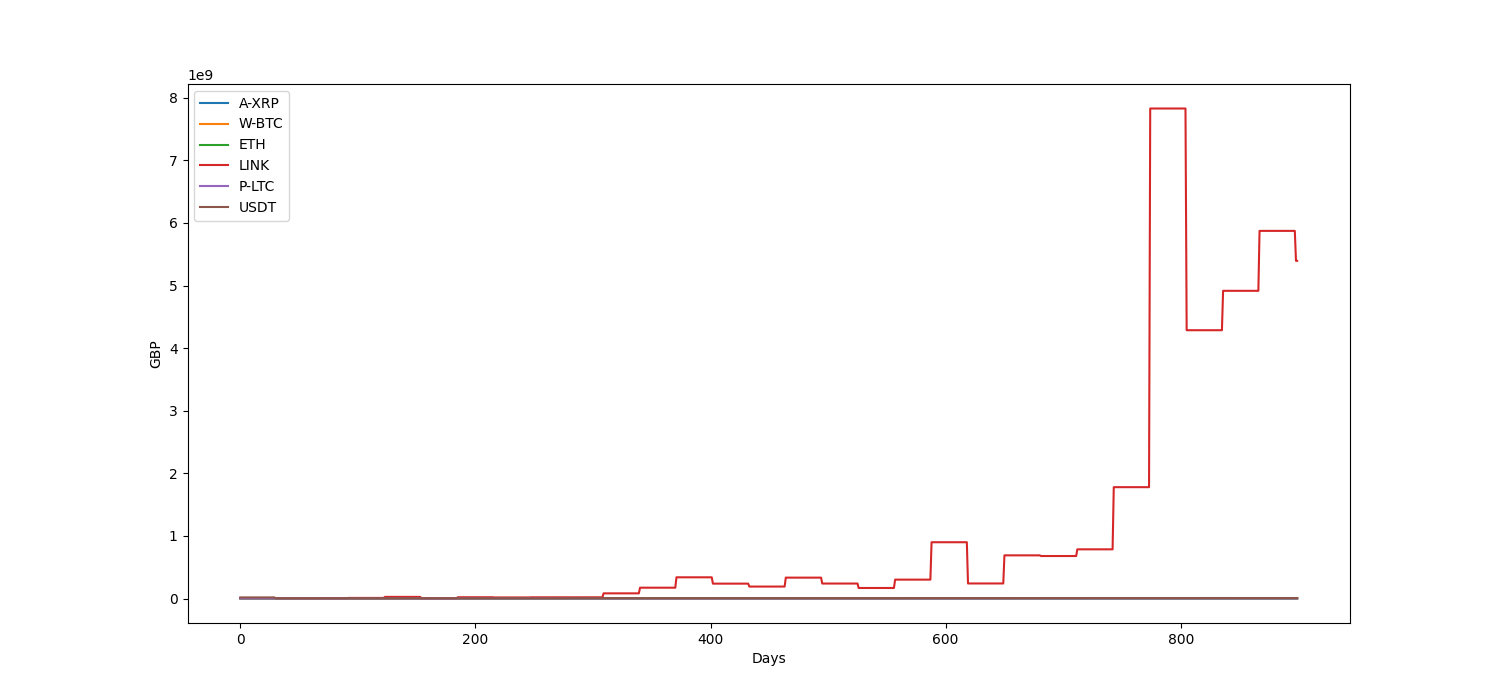 1e9
A-XRP
W-BTC
ETH
LINK
P-LTC
USDT
8
7
6
5
4
3
2
1
0
GBP
0 200 400 600 800
Days